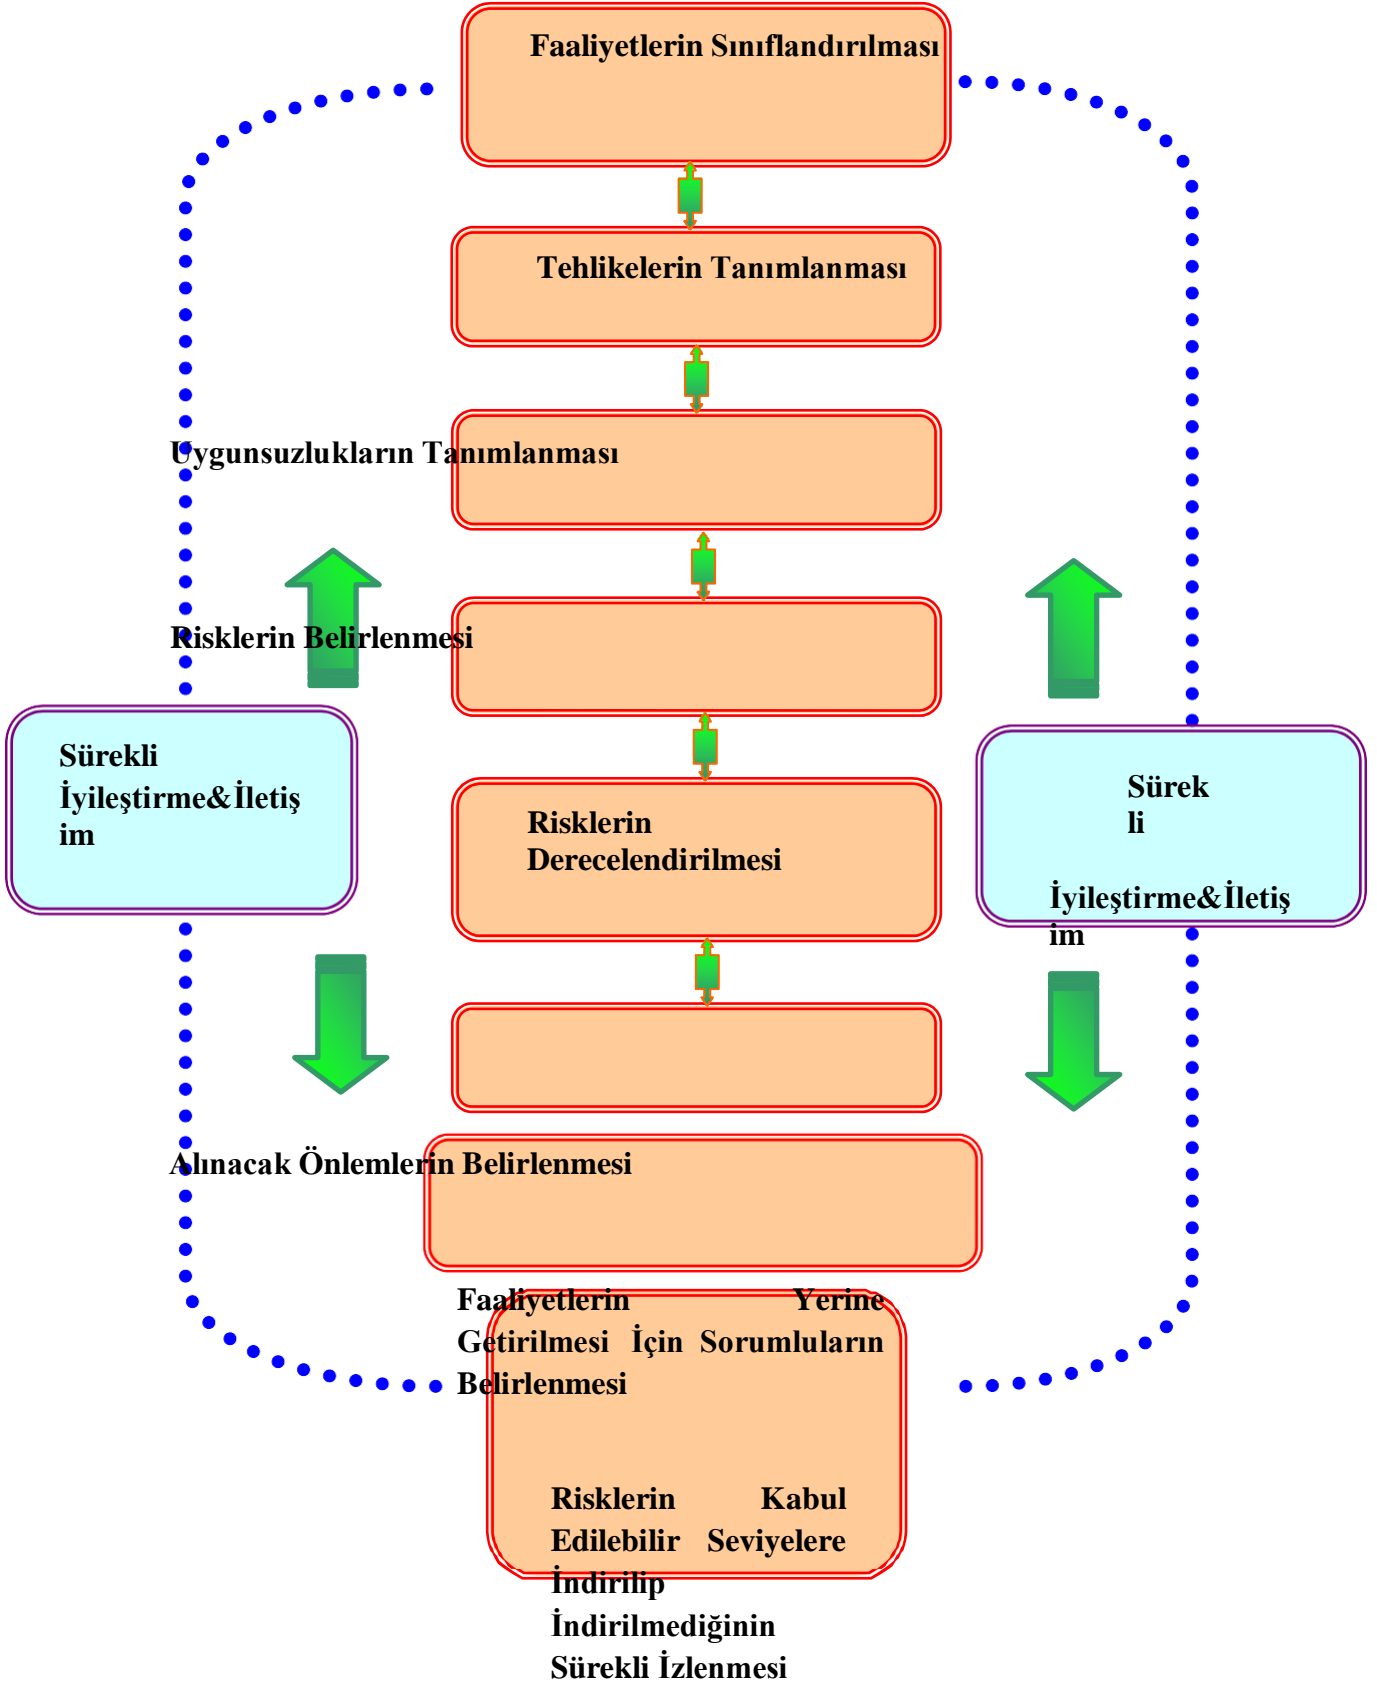 Faaliyetlerin Sınıflandırılması
Tehlikelerin Tanımlanması
Uygunsuzlukların Tanımlanması
Risklerin Belirlenmesi
Sürekli
İyileştirme&İletiş
im
Risklerin
Derecelendirilmesi
Sürek
li
İyileştirme&İletiş
im
Alınacak Önlemlerin Belirlenmesi
Faaliyetlerin Yerine
Getirilmesi İçin Sorumluların
Belirlenmesi
Risklerin Kabul
Edilebilir Seviyelere
İndirilip
İndirilmediğinin
Sürekli İzlenmesi